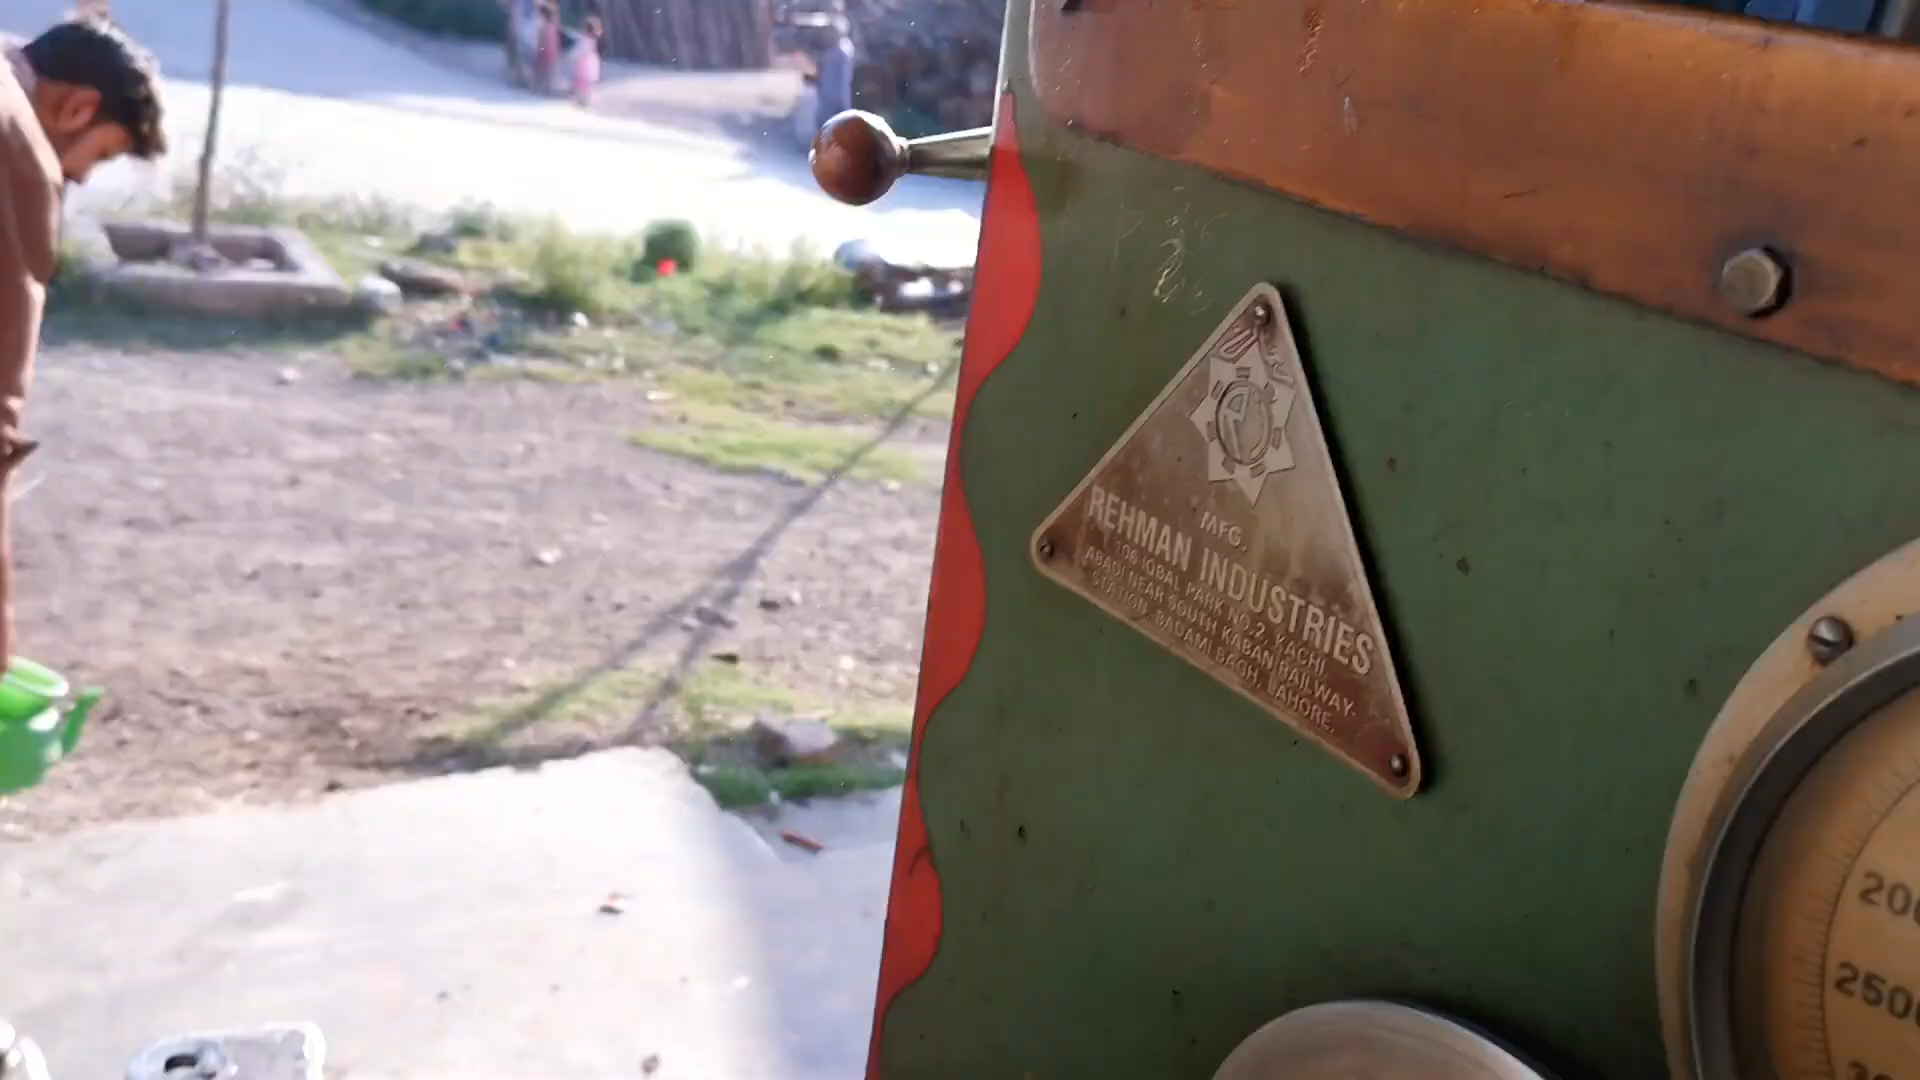 MFG.
REHMAN INDUSTRIES
106-IQBAL PARK NO.2, KACHI
ABADI NEAR SOUTH KABAN RAILWAY-
STATION, BADAMI BAGH, LAHORE.
200
2500